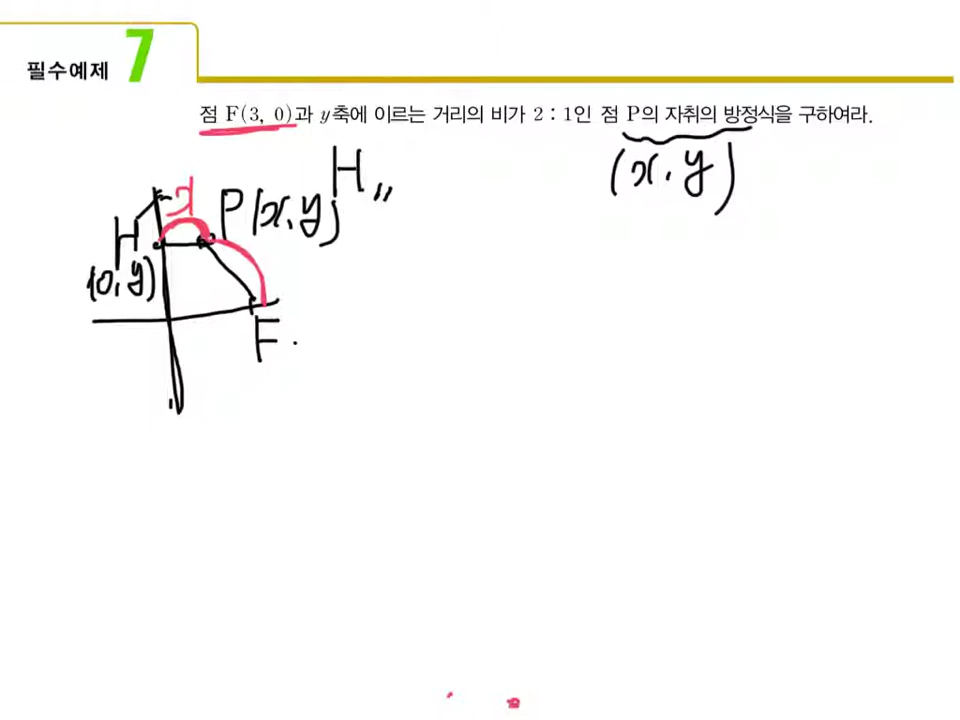 필수예제 7
점 F(3, 0)과 y축에 이르는 거리의 비가 2 : 1인 점 P의 자취의 방정식을 구하여라.
(x, y)
H
P(x, y)
H
(0, y)
F